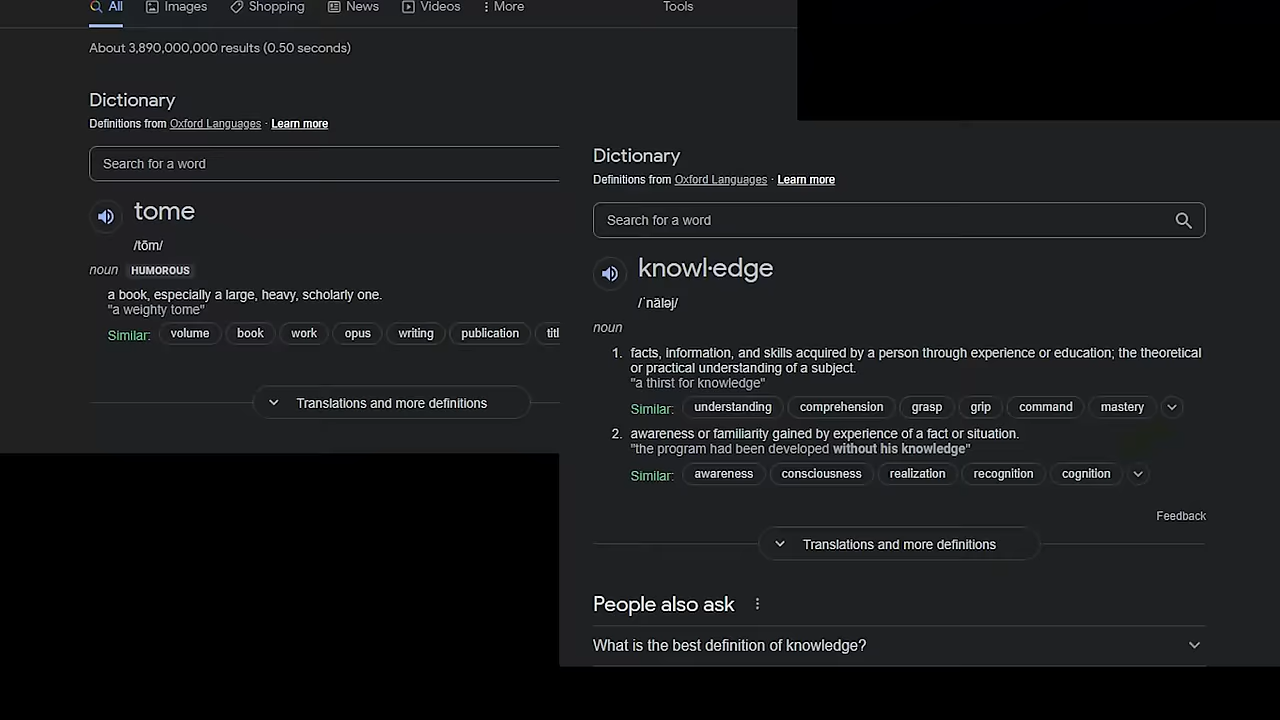 All Images Shopping News Videos More Tools
About 3,890,000,000 results (0.50 seconds)
Dictionary
Definitions from Oxford Languages · Learn more
Search for a word
tome
/tōm/
noun HUMOROUS
a book, especially a large, heavy, scholarly one.
"a weighty tome"
Similar: volume book work opus writing publication titl
Translations and more definitions
Dictionary
Definitions from Oxford Languages · Learn more
Search for a word
knowl·edge
/ˈnäləj/
noun
1. facts, information, and skills acquired by a person through experience or education; the theoretical
or practical understanding of a subject.
"a thirst for knowledge"
Similar: understanding comprehension grasp grip command mastery
2. awareness or familiarity gained by experience of a fact or situation.
"the program had been developed without his knowledge"
Similar: awareness consciousness realization recognition cognition
Feedback
Translations and more definitions
People also ask
What is the best definition of knowledge?